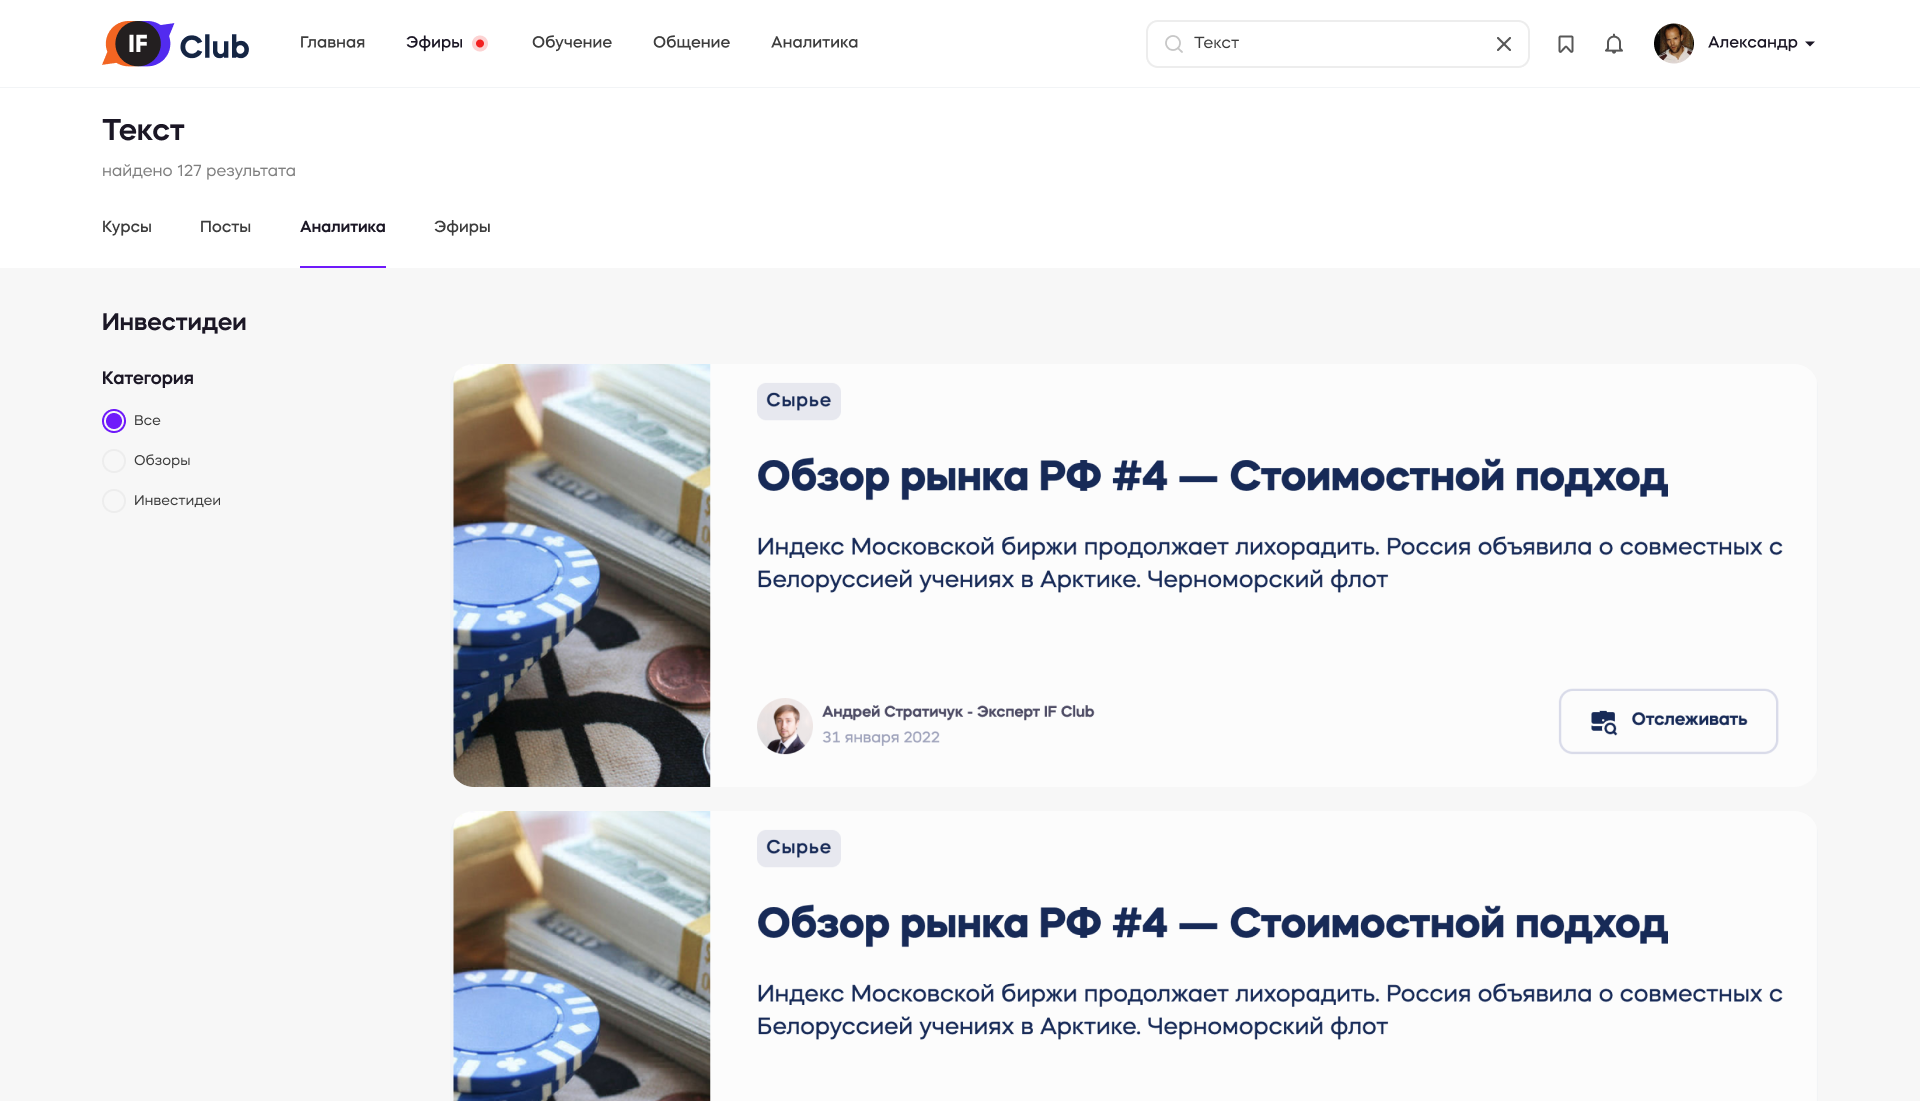 IF Club
Главная
Эфиры
Обучение
Общение
Аналитика
Текст
Александр
Текст
найдено 127 результата
Курсы
Посты
Аналитика
Эфиры
Инвестидеи
Категория
Все
Обзоры
Инвестидеи
Сырье
Обзор рынка РФ #4 — Стоимостной подход
Индекс Московской биржи продолжает лихорадить. Россия объявила о совместных с
Белоруссией учениях в Арктике. Черноморский флот
Андрей Стратичук - Эксперт IF Club
31 января 2022
Отслеживать
Сырье
Обзор рынка РФ #4 — Стоимостной подход
Индекс Московской биржи продолжает лихорадить. Россия объявила о совместных с
Белоруссией учениях в Арктике. Черноморский флот